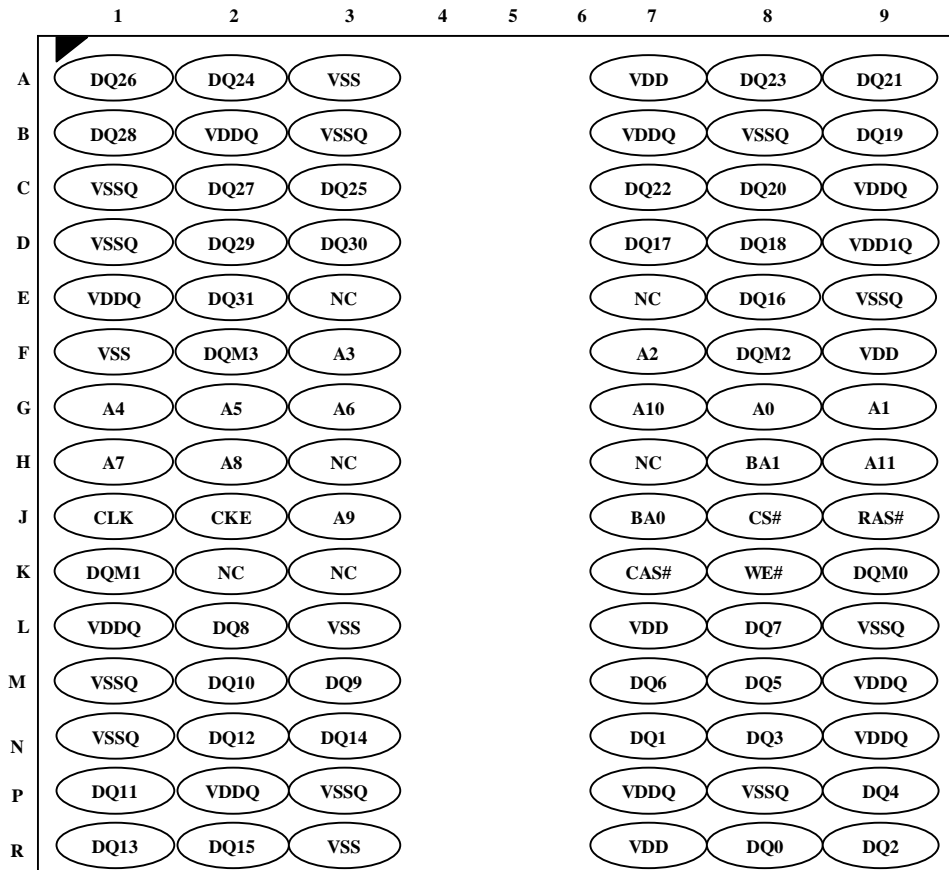 1 2 3 4 5 6 7 8 9
A DQ26 DQ24 VSS VDD DQ23 DQ21
B DQ28 VDDQ VSSQ VDDQ VSSQ DQ19
C VSSQ DQ27 DQ25 DQ22 DQ20 VDDQ
D VSSQ DQ29 DQ30 DQ17 DQ18 VDD1Q
E VDDQ DQ31 NC NC DQ16 VSSQ
F VSS DQM3 A3 A2 DQM2 VDD
G A4 A5 A6 A10 A0 A1
H A7 A8 NC NC BA1 A11
J CLK CKE A9 BA0 CS# RAS#
K DQM1 NC NC CAS# WE# DQM0
L VDDQ DQ8 VSS VDD DQ7 VSSQ
M VSSQ DQ10 DQ9 DQ6 DQ5 VDDQ
N VSSQ DQ12 DQ14 DQ1 DQ3 VDDQ
P DQ11 VDDQ VSSQ VDDQ VSSQ DQ4
R DQ13 DQ15 VSS VDD DQ0 DQ2